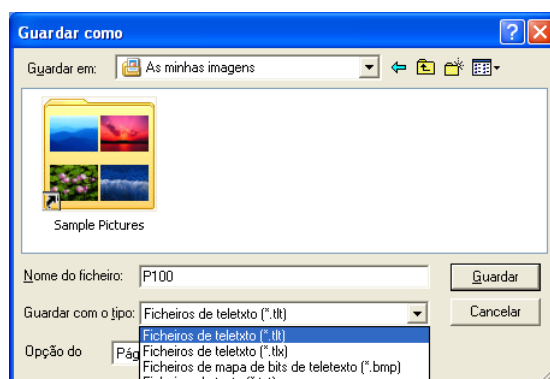 Guardar como
Guardar em: As minhas imagens
Sample Pictures
Nome do ficheiro: P100 Guardar
Guardar com o tipo: Ficheiros de teletxto (*.tlt) Cancelar
Ficheiros de teletxto (*.tlt)
Opção do Pág Ficheiros de teletexto (*.tlx)
Ficheiros de mapa de bits de teletexto (*.bmp)